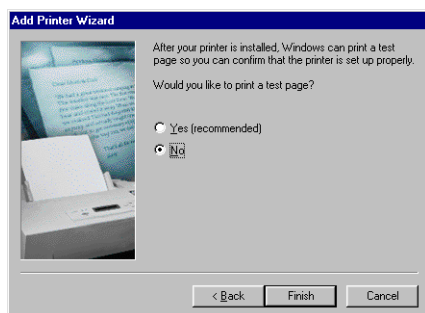 Add Printer Wizard
After your printer is installed, Windows can print a test
page so you can confirm that the printer is set up properly.
Would you like to print a test page?
Yes (recommended)
No
< Back
Finish
Cancel